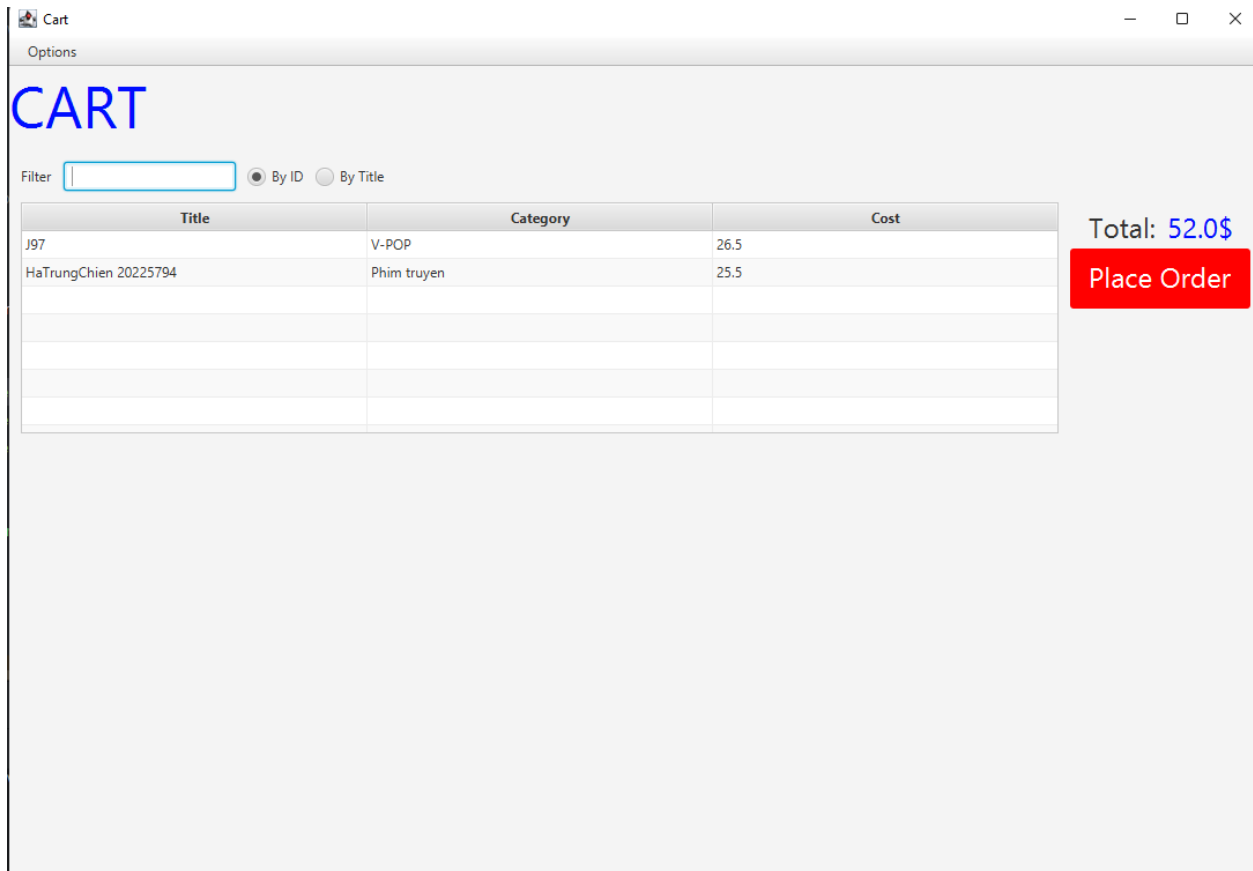 Cart
Options
CART
Filter By ID By Title
Title Category Cost
J97 V-POP 26.5
HaTrungChien 20225794 Phim truyen 25.5
Total: 52.0$
Place Order